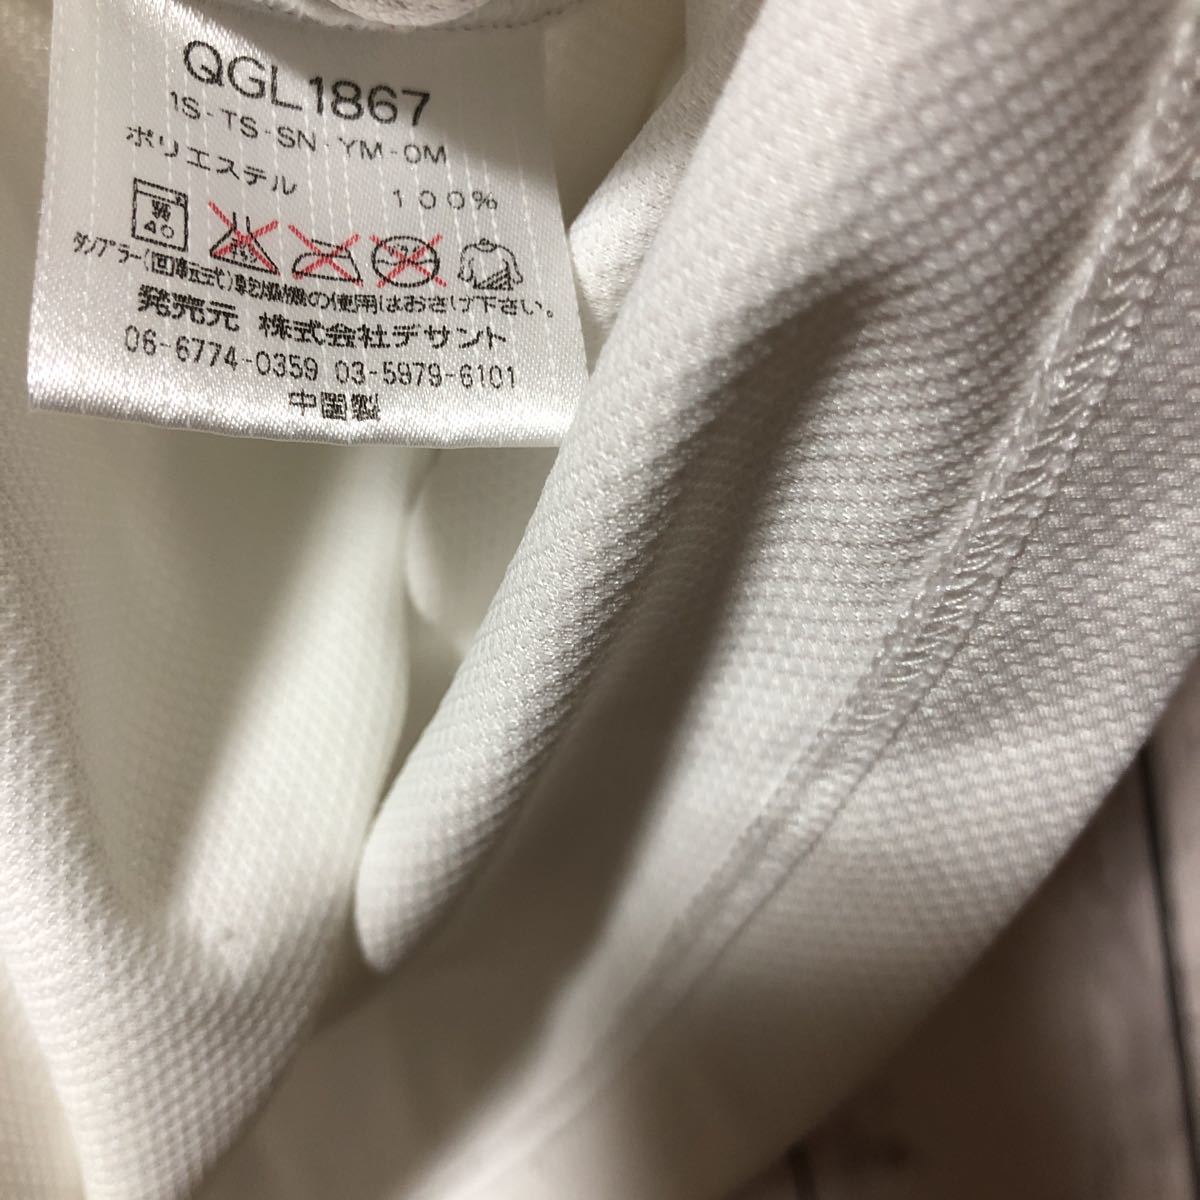 QGL1867
1S-TS-SN-YM-OM
ポリエステル 100%
40
タンブラー(回転式)乾燥機の使用はおさけ下さい。
発売元 株式会社デサント
06-6774-0359 03-5979-6101
中国製